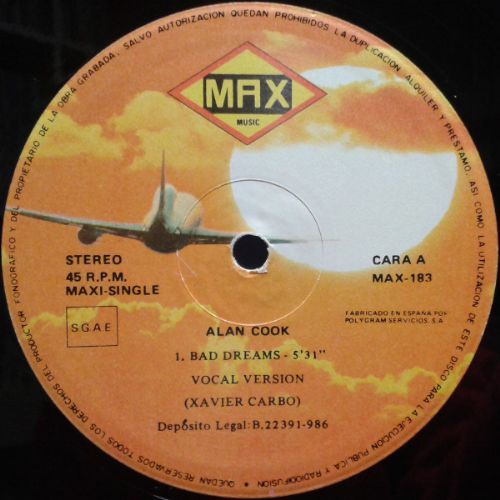 QUEDAN RESERVADOS TODOS LOS DERECHOS DEL PRODUCTOR FONOGRAFICO Y DEL PROPIETARIO DE LA OBRA GRABADA. SALVO AUTORIZACION QUEDAN PROHIBIDOS LA DUPLICACION, ALQUILER Y PRESTAMO, ASI COMO LA UTILIZACION DE ESTE DISCO PARA LA EJECUCION PUBLICA Y RADIODIFUSION
MAX
MUSIC
STEREO
45 R.P.M.
MAXI-SINGLE
S.G.A.E
CARA A
MAX-183
FABRICADO EN ESPAÑA POR
POLYGRAM SERVICIOS, S.A.
ALAN COOK
1. BAD DREAMS - 5'31"
VOCAL VERSION
(XAVIER CARBO)
Depósito Legal: B. 22391-986